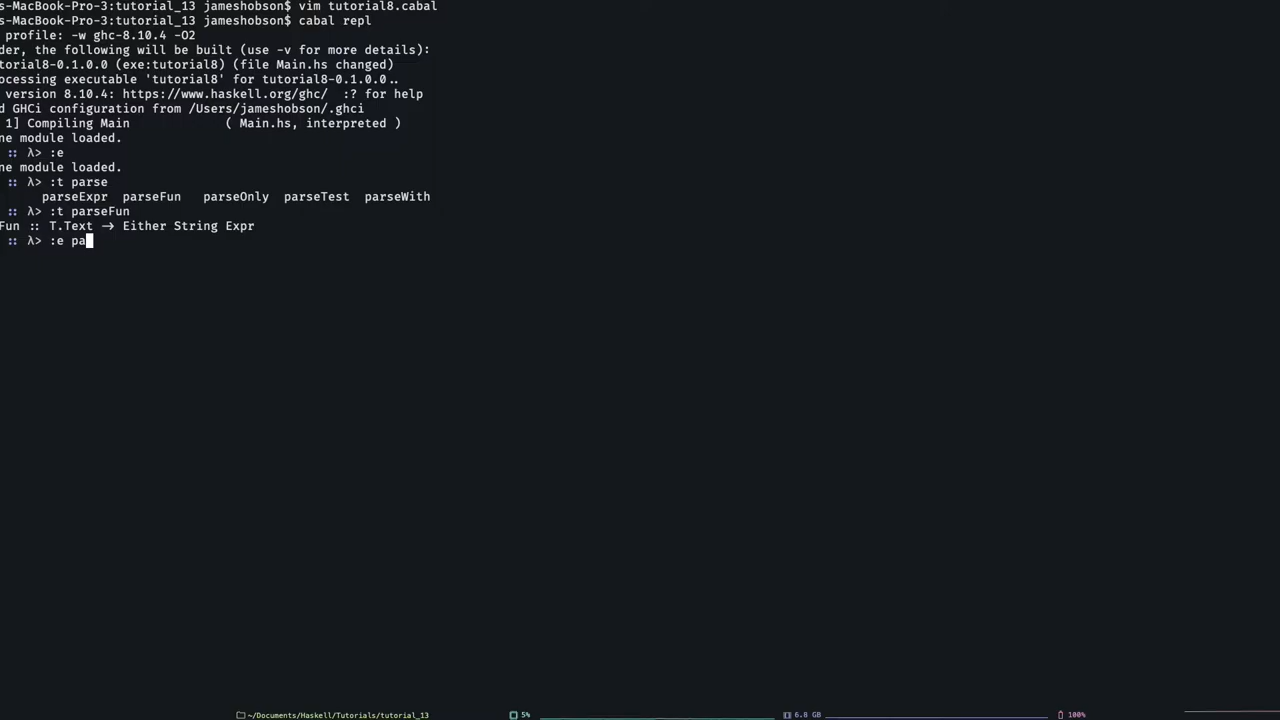 s-MacBook-Pro-3:tutorial_13 jameshobson$ vim tutorial8.cabal
s-MacBook-Pro-3:tutorial_13 jameshobson$ cabal repl
profile: -w ghc-8.10.4 -O2
der, the following will be built (use -v for more details):
torial8-0.1.0.0 (exe:tutorial8) (file Main.hs changed)
ocessing executable 'tutorial8' for tutorial8-0.1.0.0..
version 8.10.4: https://www.haskell.org/ghc/  :? for help
d GHCi configuration from /Users/jameshobson/.ghci
1] Compiling Main             ( Main.hs, interpreted )
ne module loaded.
:: λ> :e
ne module loaded.
:: λ> :t parse
parseExpr  parseFun   parseOnly  parseTest  parseWith
:: λ> :t parseFun
Fun :: T.Text → Either String Expr
:: λ> :e pa
~/Documents/Haskell/Tutorials/tutorial_13 5% 6.8 GB 100%